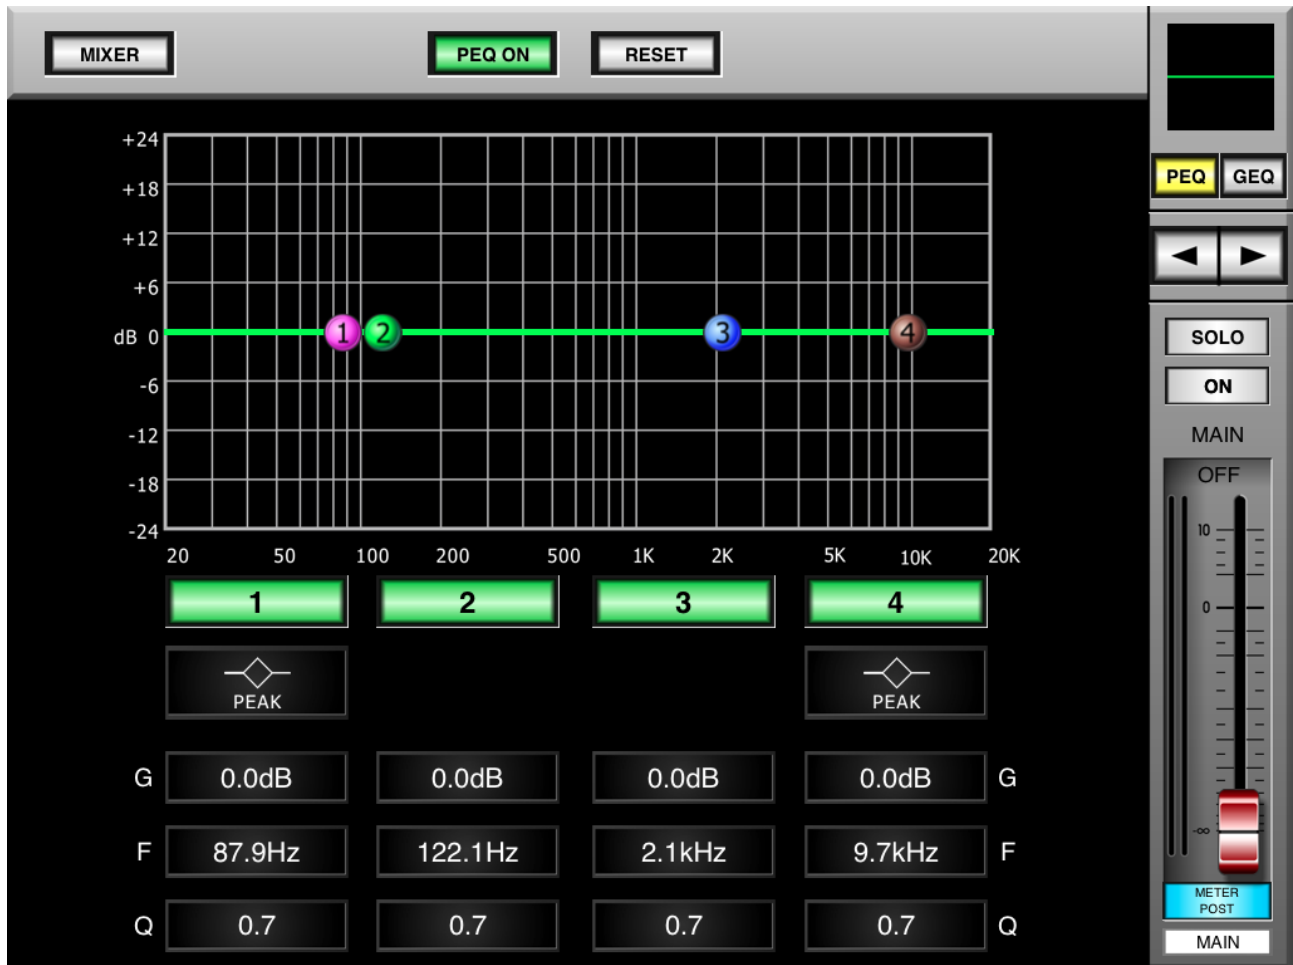 MIXER PEQ ON RESET
PEQ GEQ
+24
+18
+12
+6
dB 0
-6
-12
-18
-24
1 2 3 4
20 50 100 200 500 1K 2K 5K 10K 20K
1 2 3 4
PEAK PEAK
G 0.0dB 0.0dB 0.0dB 0.0dB G
F 87.9Hz 122.1Hz 2.1kHz 9.7kHz F
Q 0.7 0.7 0.7 0.7 Q
SOLO
ON
MAIN
OFF
10
0
-∞
METER
POST
MAIN